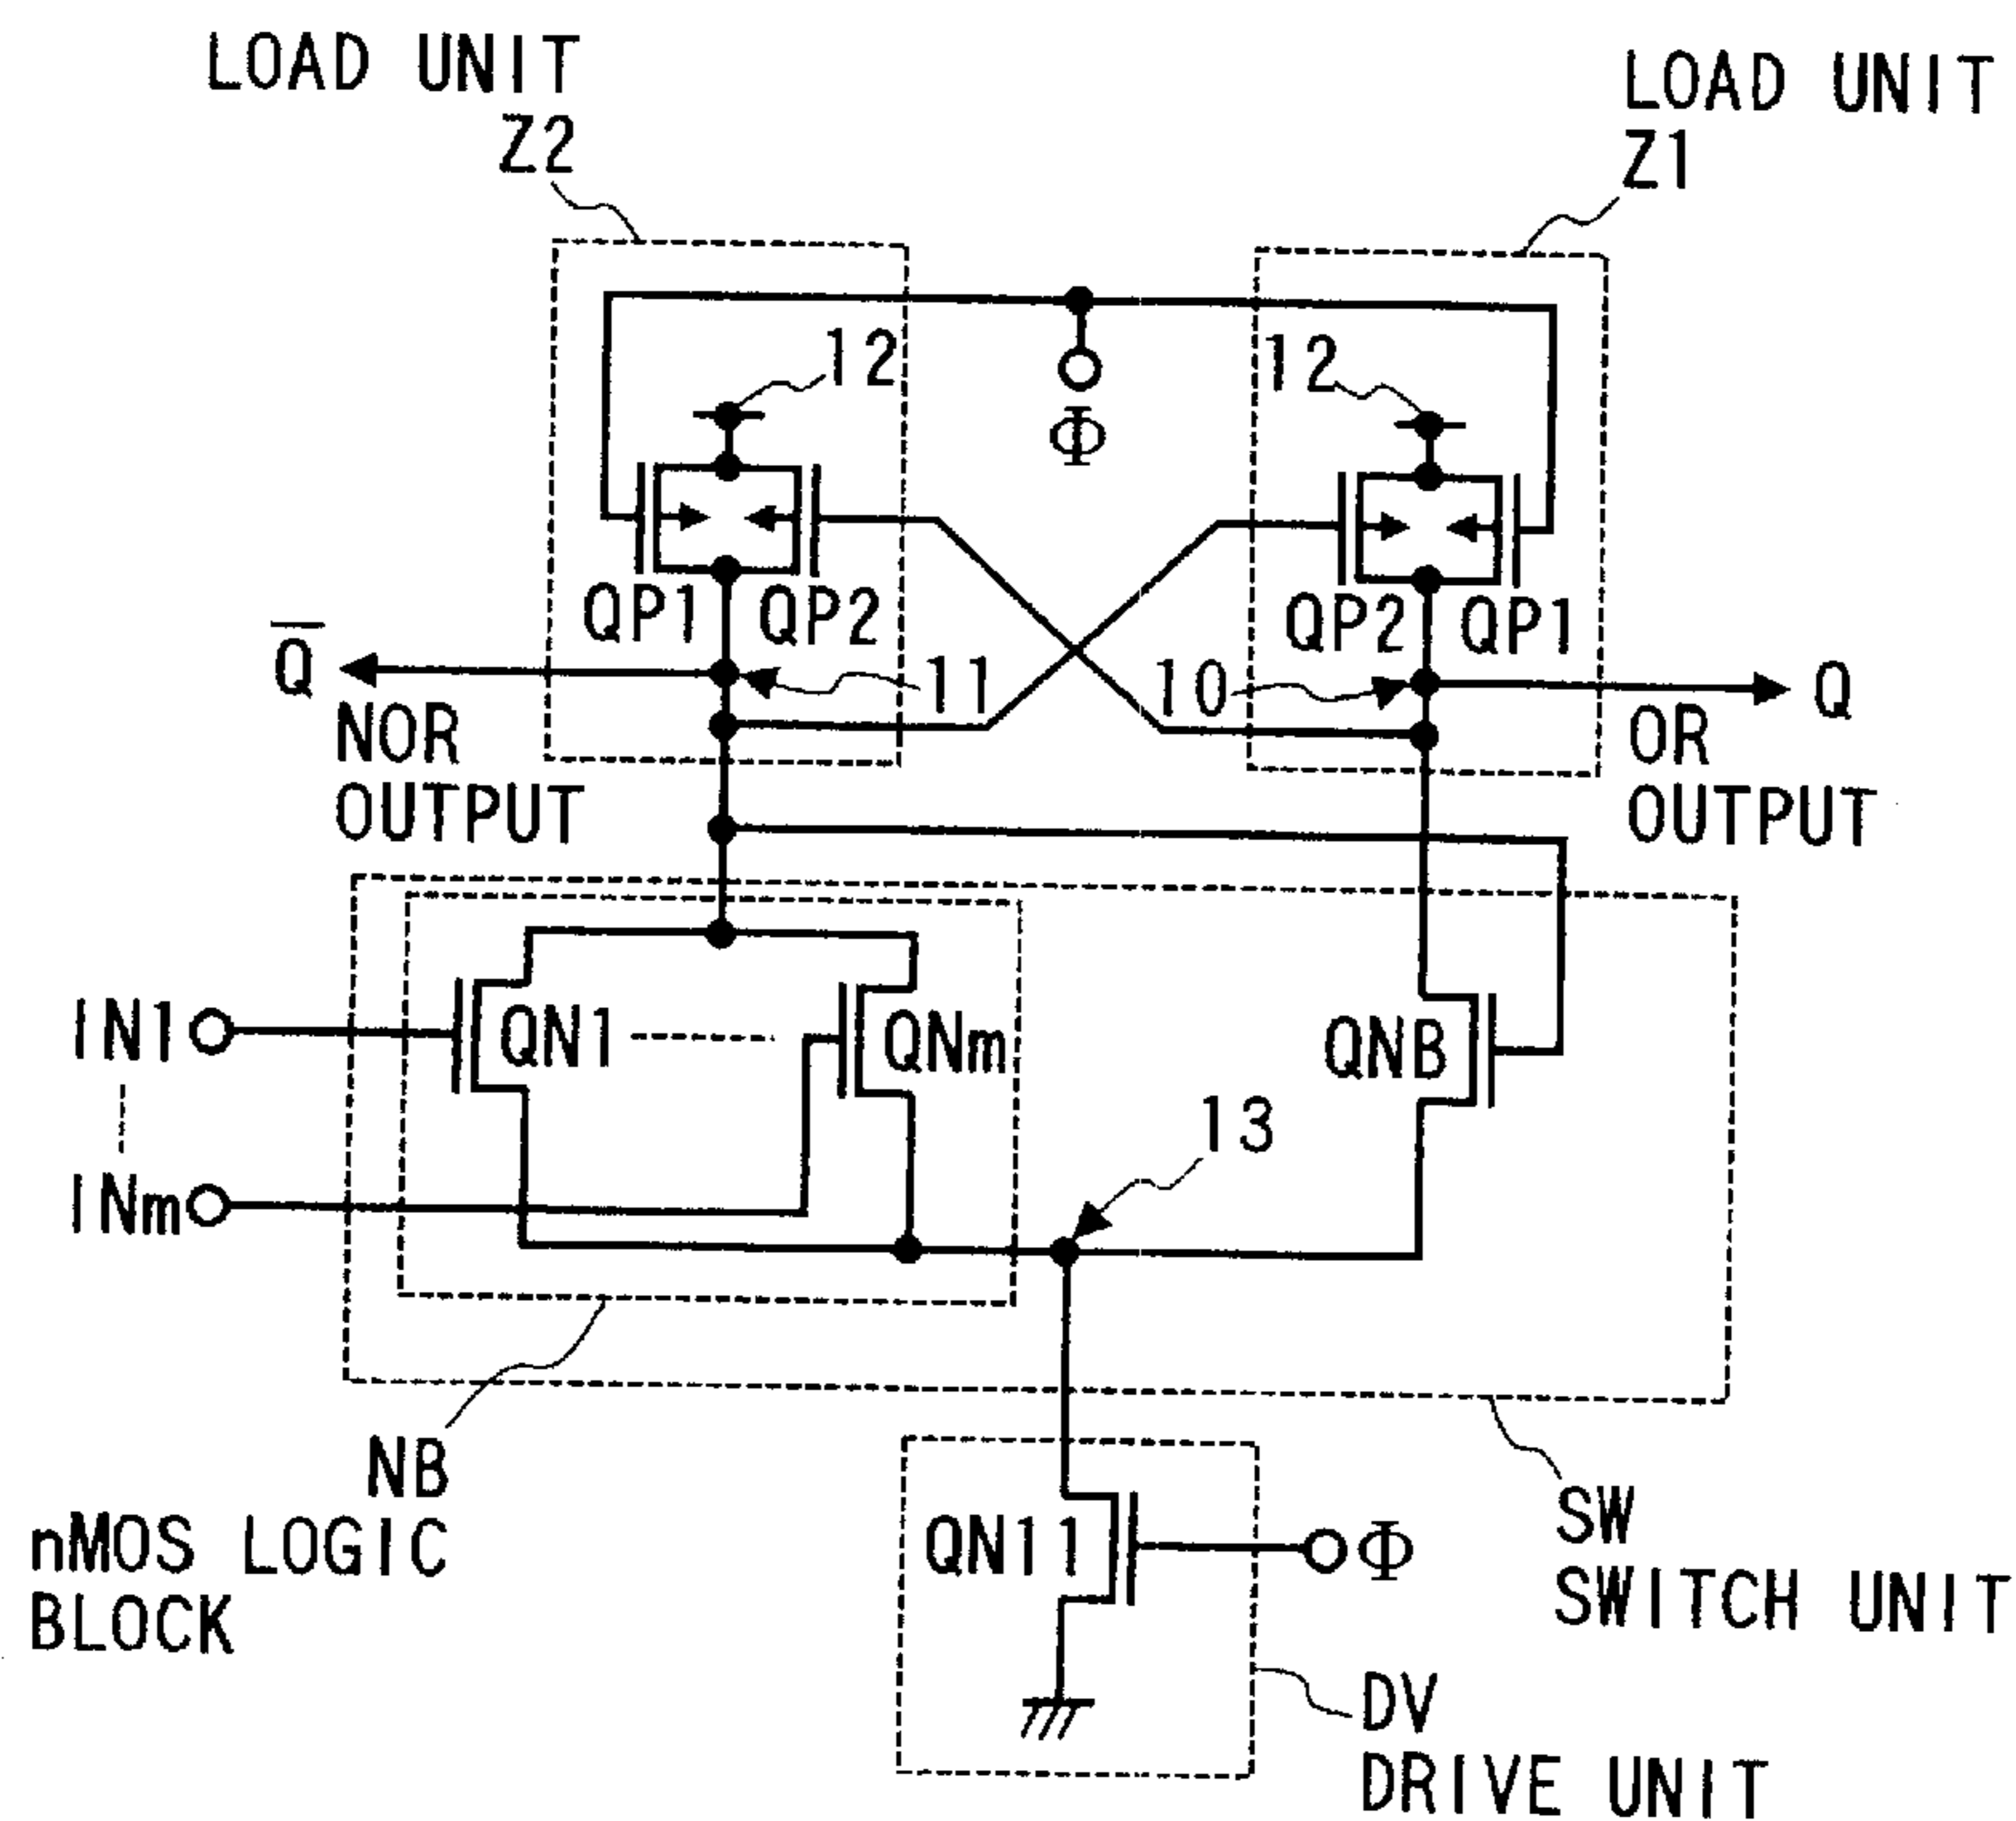 LOAD UNIT
Z2
LOAD UNIT
Z1
12
12
Φ
QP1
QP2
QP2
QP1
Q̅
NOR
OUTPUT
11
10
Q
OR
OUTPUT
IN1
QN1
QNm
QNB
13
INm
NB
nMOS LOGIC
BLOCK
QN11
Φ
SW
SWITCH UNIT
DV
DRIVE UNIT